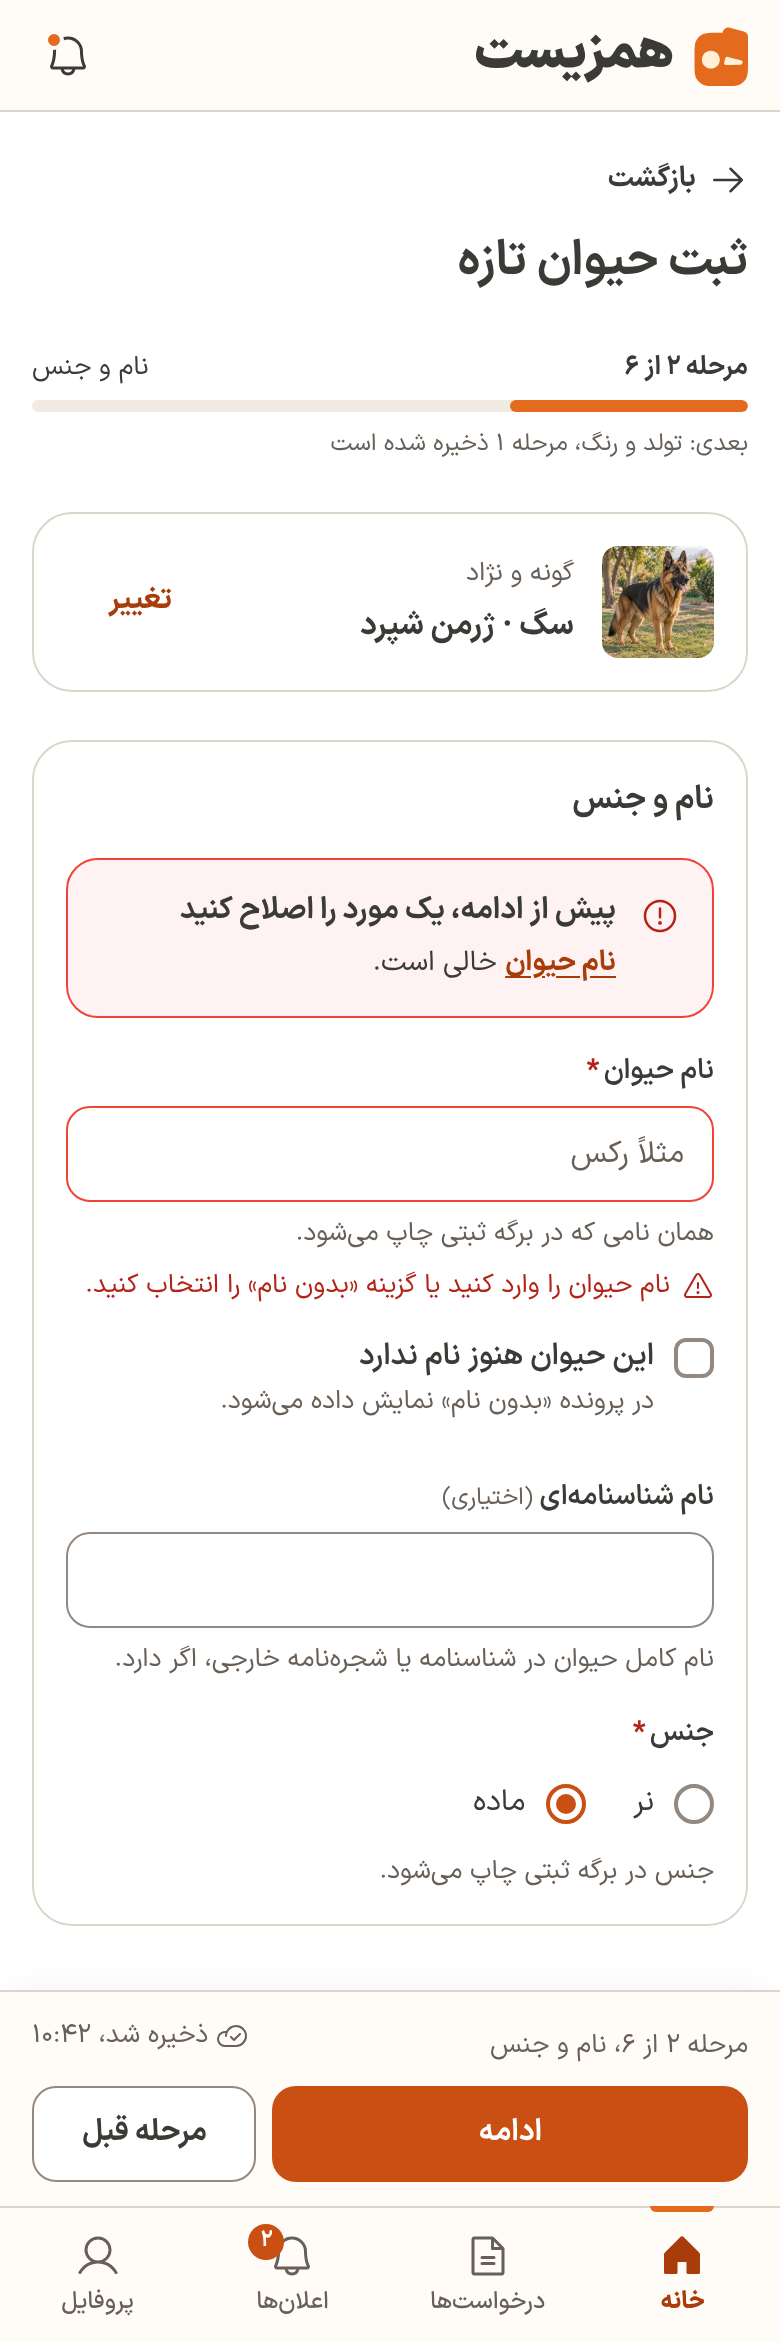 همزیست
بازگشت
ثبت حیوان تازه
مرحله ۲ از ۶
نام و جنس
بعدی: تولد و رنگ، مرحله ۱ ذخیره شده است
گونه و نژاد
سگ · ژرمن شپرد
تغییر
نام و جنس
پیش از ادامه، یک مورد را اصلاح کنید
نام حیوان خالی است.
نام حیوان *
مثلاً رکس
همان نامی که در برگه ثبتی چاپ می‌شود.
نام حیوان را وارد کنید یا گزینه «بدون نام» را انتخاب کنید.
این حیوان هنوز نام ندارد
در پرونده «بدون نام» نمایش داده می‌شود.
نام شناسنامه‌ای (اختیاری)
نام کامل حیوان در شناسنامه یا شجره‌نامه خارجی، اگر دارد.
جنس *
نر
ماده
جنس در برگه ثبتی چاپ می‌شود.
مرحله ۲ از ۶، نام و جنس
ذخیره شد، ۱۰:۴۲
ادامه
مرحله قبل
خانه
درخواست‌ها
۲
اعلان‌ها
پروفایل